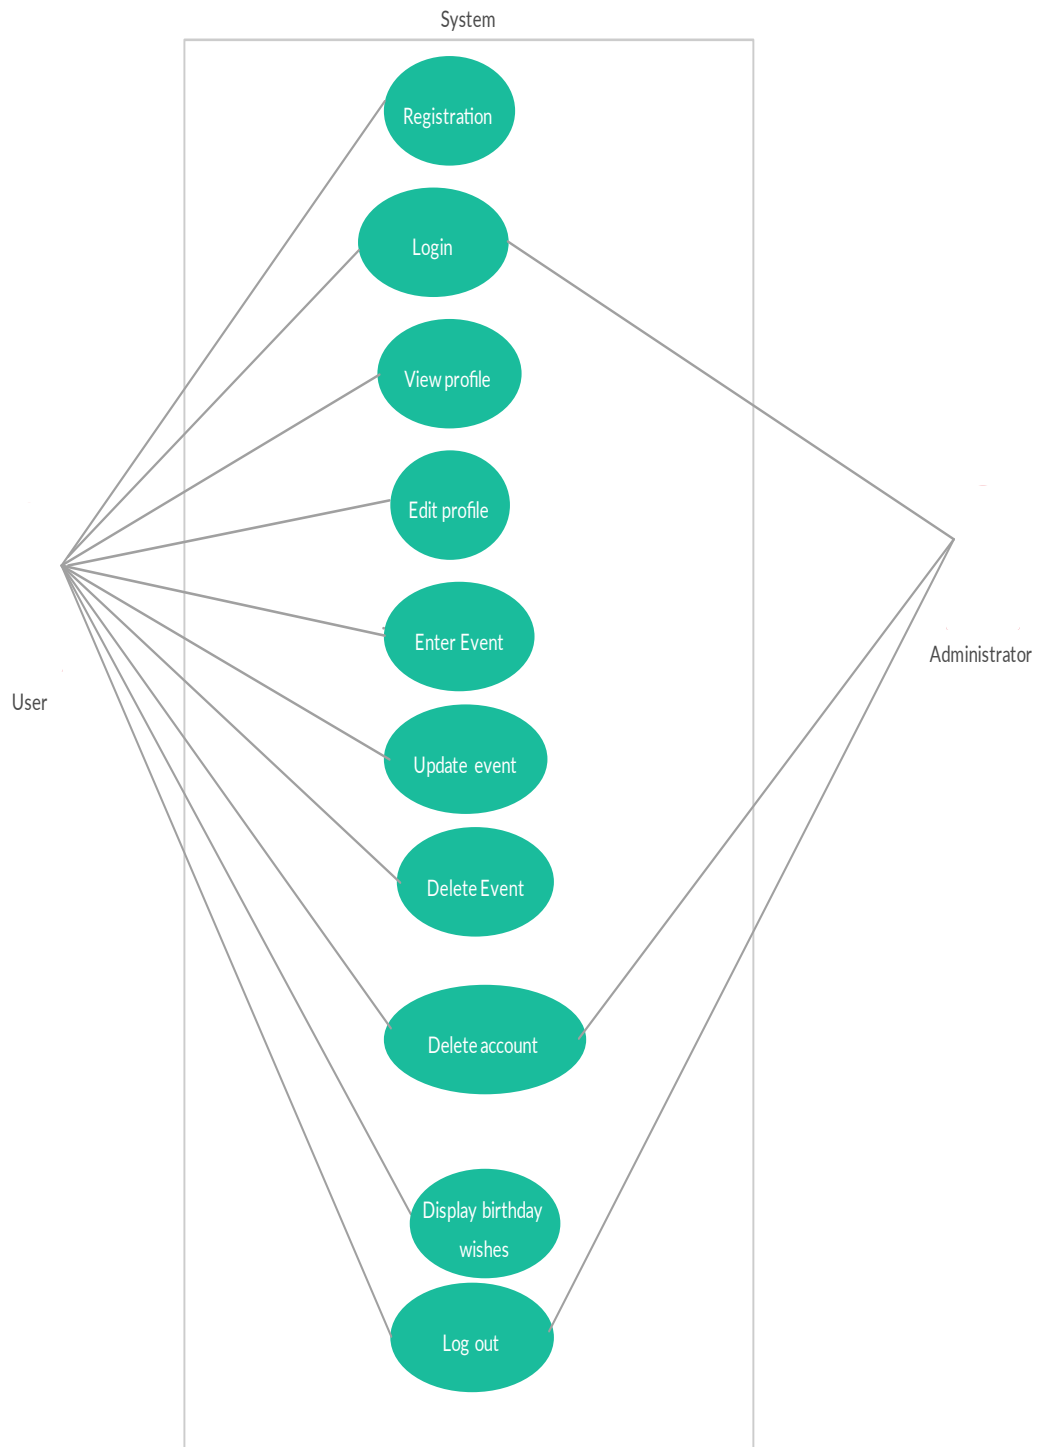 System
Registration
Login
View profile
Edit profile
Enter Event
Administrator
User
Update event
Delete Event
Delete account
Display birthday
wishes
Log out